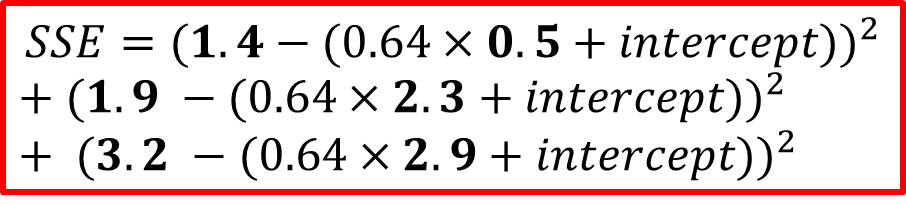 SSE = (1.4 − (0.64 × 0.5 + intercept))²
+ (1.9 − (0.64 × 2.3 + intercept))²
+ (3.2 − (0.64 × 2.9 + intercept))²